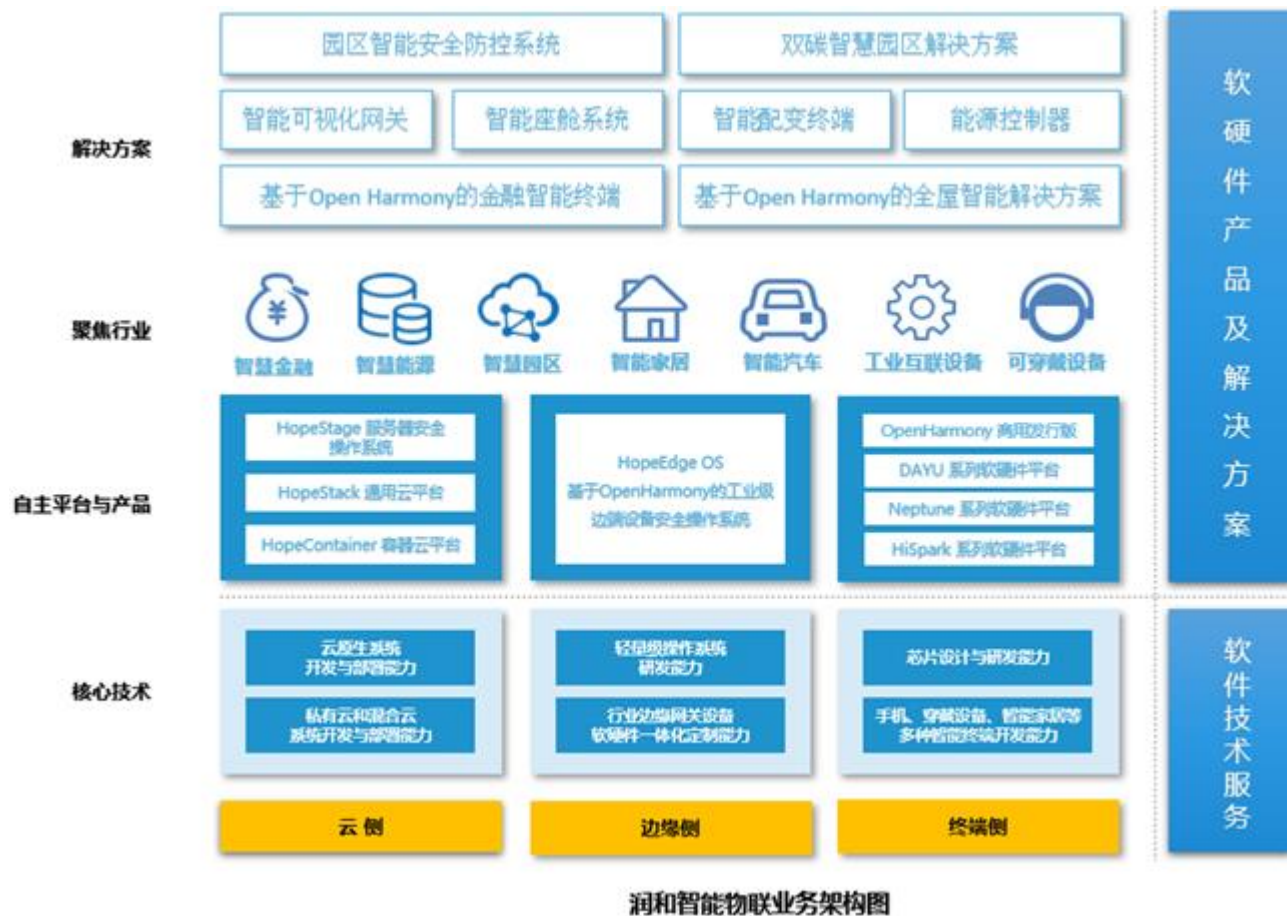 园区智能安全防控系统
双碳智慧园区解决方案
解决方案
智能可视化网关
智能座舱系统
智能配变终端
能源控制器
基于Open Harmony的金融智能终端
基于Open Harmony的全屋智能解决方案
聚焦行业
智慧金融
智慧能源
智慧园区
智能家居
智能汽车
工业互联设备
可穿戴设备
软硬件产品及解决方案
自主平台与产品
HopeStage 服务器安全
操作系统
HopeStack 通用云平台
HopeContainer 容器云平台
HopeEdge OS
基于OpenHarmony的工业级
边端设备安全操作系统
OpenHarmony 商用发行版
DAYU 系列软硬件平台
Neptune 系列软硬件平台
HiSpark 系列软硬件平台
核心技术
云原生系统
开发与部署能力
私有云和混合云
系统开发与部署能力
轻量级操作系统
研发能力
行业边缘网关设备
软硬件一体化定制能力
芯片设计与研发能力
手机、穿戴设备、智能家居等
多种智能终端开发能力
软件技术服务
云 侧
边缘侧
终端侧
润和智能物联业务架构图